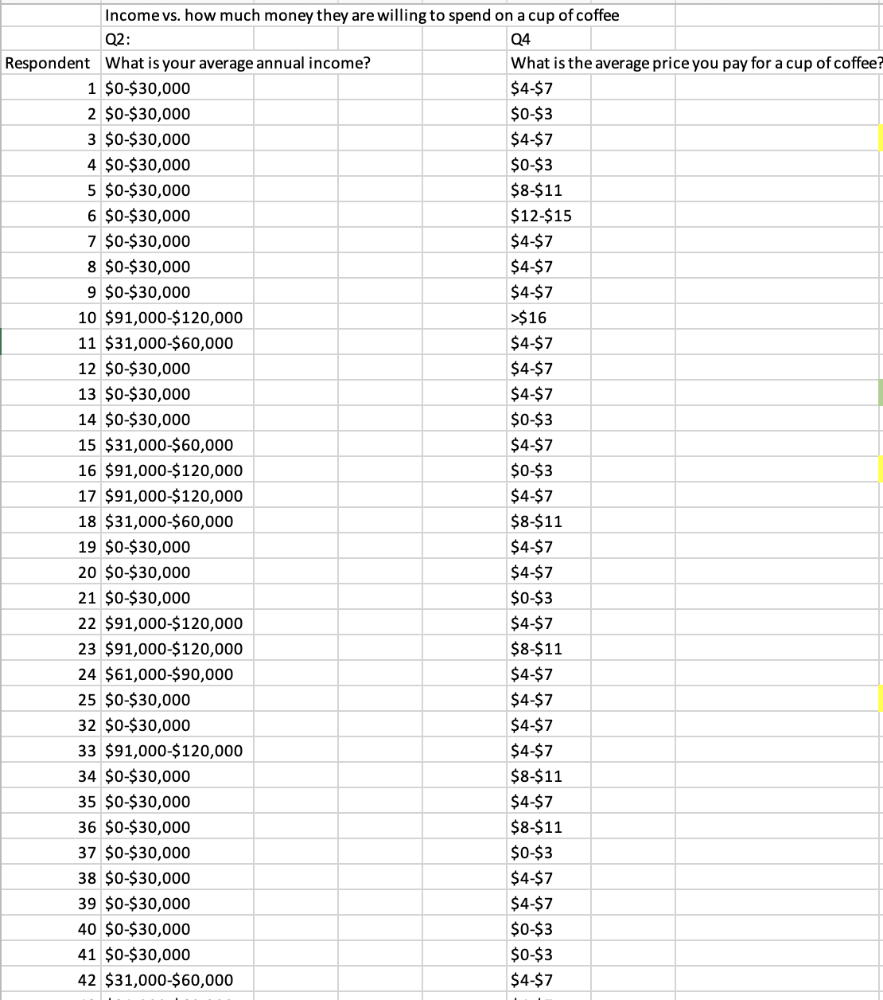 Income vs. how much money they are willing to spend on a cup of coffee
Q2: Q4
Respondent What is your average annual income? What is the average price you pay for a cup of coffee?
1 $0-$30,000 $4-$7
2 $0-$30,000 $0-$3
3 $0-$30,000 $4-$7
4 $0-$30,000 $0-$3
5 $0-$30,000 $8-$11
6 $0-$30,000 $12-$15
7 $0-$30,000 $4-$7
8 $0-$30,000 $4-$7
9 $0-$30,000 $4-$7
10 $91,000-$120,000 >$16
11 $31,000-$60,000 $4-$7
12 $0-$30,000 $4-$7
13 $0-$30,000 $4-$7
14 $0-$30,000 $0-$3
15 $31,000-$60,000 $4-$7
16 $91,000-$120,000 $0-$3
17 $91,000-$120,000 $4-$7
18 $31,000-$60,000 $8-$11
19 $0-$30,000 $4-$7
20 $0-$30,000 $4-$7
21 $0-$30,000 $0-$3
22 $91,000-$120,000 $4-$7
23 $91,000-$120,000 $8-$11
24 $61,000-$90,000 $4-$7
25 $0-$30,000 $4-$7
32 $0-$30,000 $4-$7
33 $91,000-$120,000 $4-$7
34 $0-$30,000 $8-$11
35 $0-$30,000 $4-$7
36 $0-$30,000 $8-$11
37 $0-$30,000 $0-$3
38 $0-$30,000 $4-$7
39 $0-$30,000 $4-$7
40 $0-$30,000 $0-$3
41 $0-$30,000 $0-$3
42 $31,000-$60,000 $4-$7